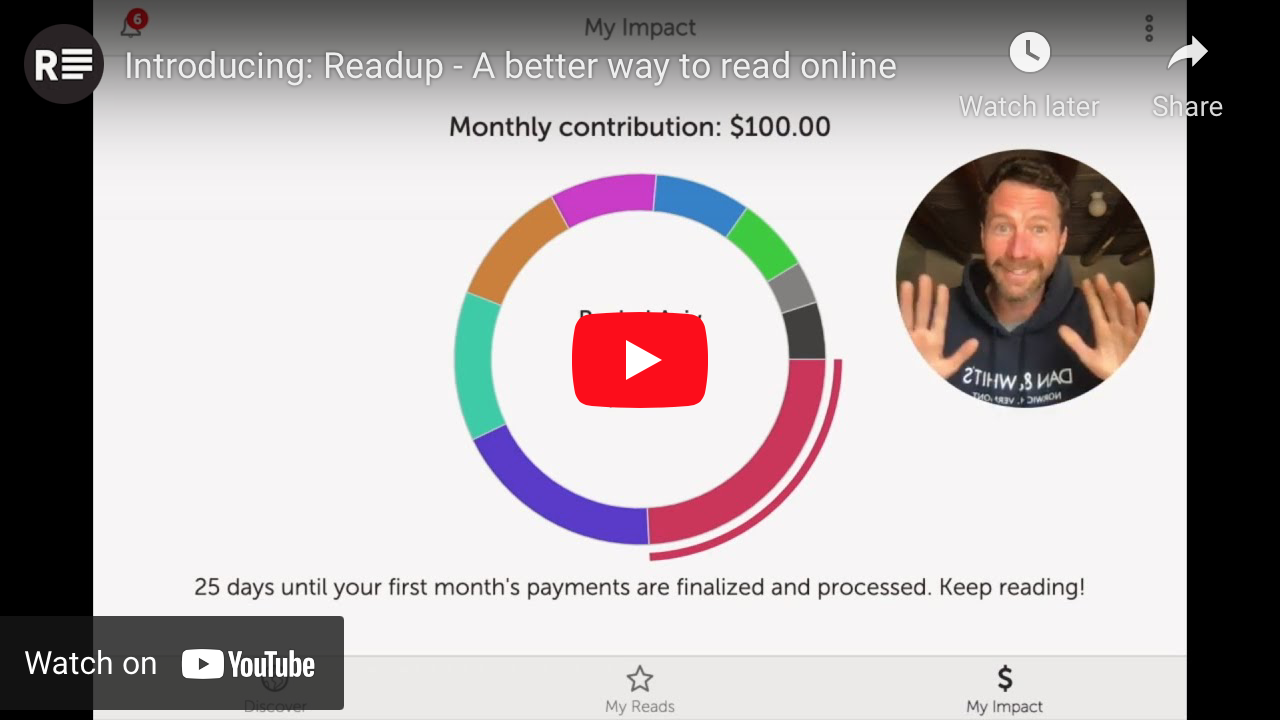 6
My Impact
R
Introducing: Readup - A better way to read online
Watch later
Share
Monthly contribution: $100.00
DAN & WHIT'S
25 days until your first month's payments are finalized and processed. Keep reading!
Watch on YouTube
Discover
My Reads
$
My Impact